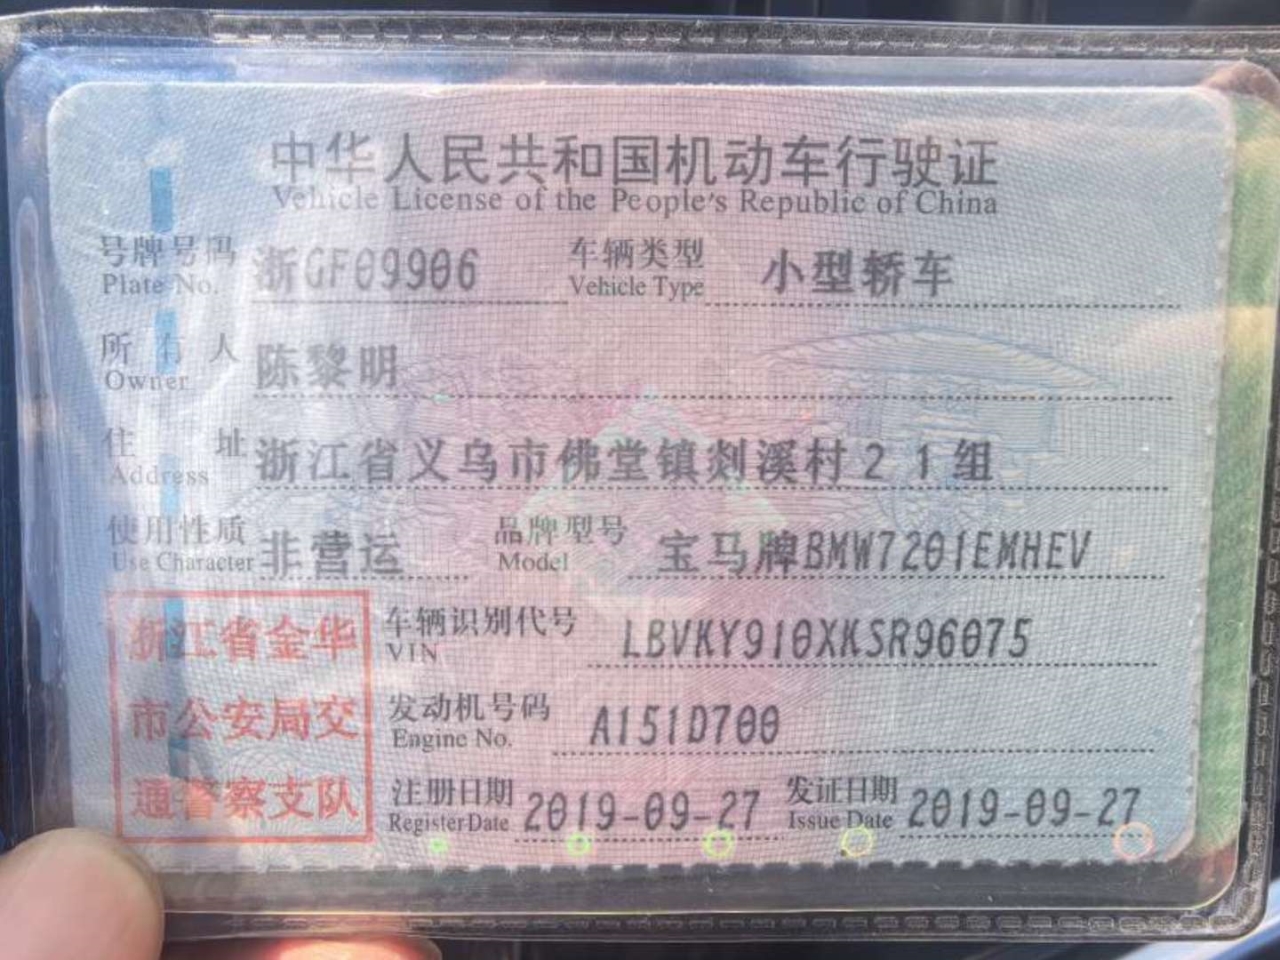 中华人民共和国机动车行驶证
Vehicle License of the People's Republic of China
号牌号码 浙GF09906 车辆类型 小型轿车
Plate No. Vehicle Type
所有人 陈黎明
Owner
住址 浙江省义乌市佛堂镇剡溪村21组
Address
使用性质 非营运 品牌型号 宝马牌BMW7201EMHEV
Use Character Model
车辆识别代号 LBVKY910XKSR96075
VIN
发动机号码 A151D700
Engine No.
注册日期 2019-09-27 发证日期 2019-09-27
Register Date Issue Date
浙江省金华
市公安局交
通警察支队